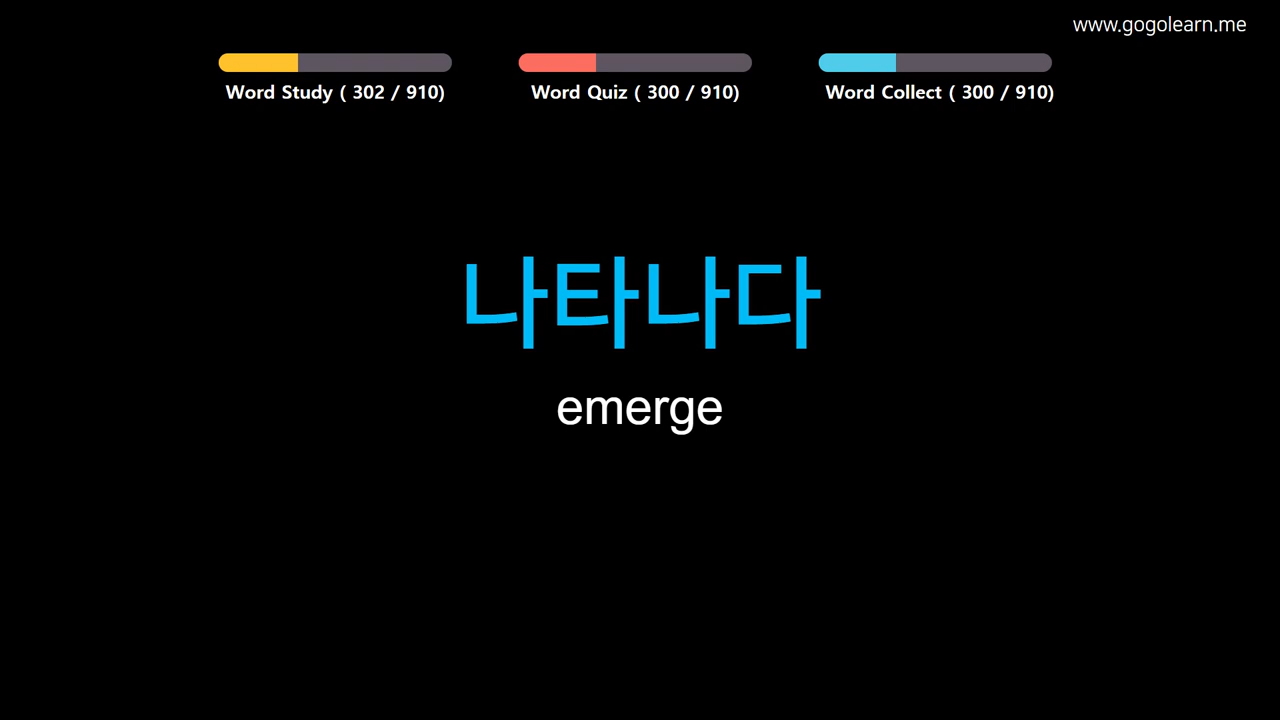 www.gogolearn.me
Word Study ( 302 / 910)
Word Quiz ( 300 / 910)
Word Collect ( 300 / 910)
나타나다
emerge